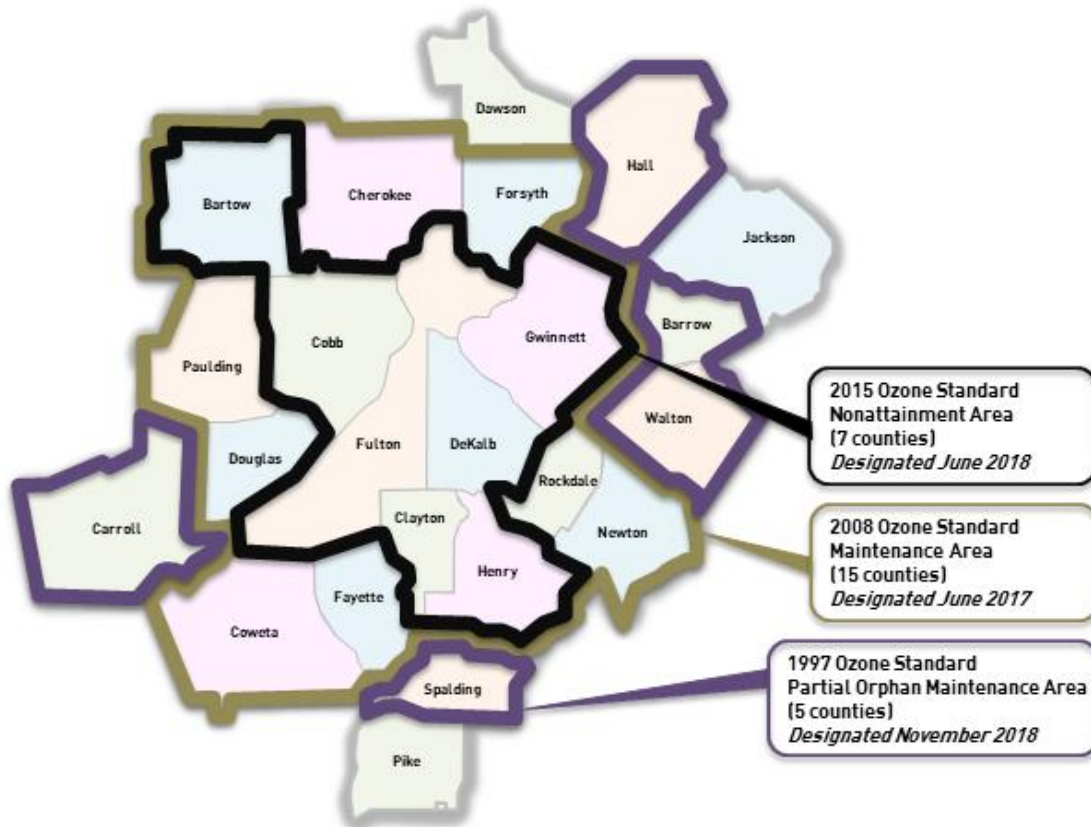 Dawson
Hall
Cherokee
Forsyth
Bartow
Jackson
Barrow
Gwinnett
Cobb
Paulding
Walton
Fulton
DeKalb
Douglas
Rockdale
Clayton
Carroll
Newton
Henry
Fayette
Coweta
Spalding
Pike
2015 Ozone Standard
Nonattainment Area
(7 counties)
Designated June 2018
2008 Ozone Standard
Maintenance Area
(15 counties)
Designated June 2017
1997 Ozone Standard
Partial Orphan Maintenance Area
(5 counties)
Designated November 2018